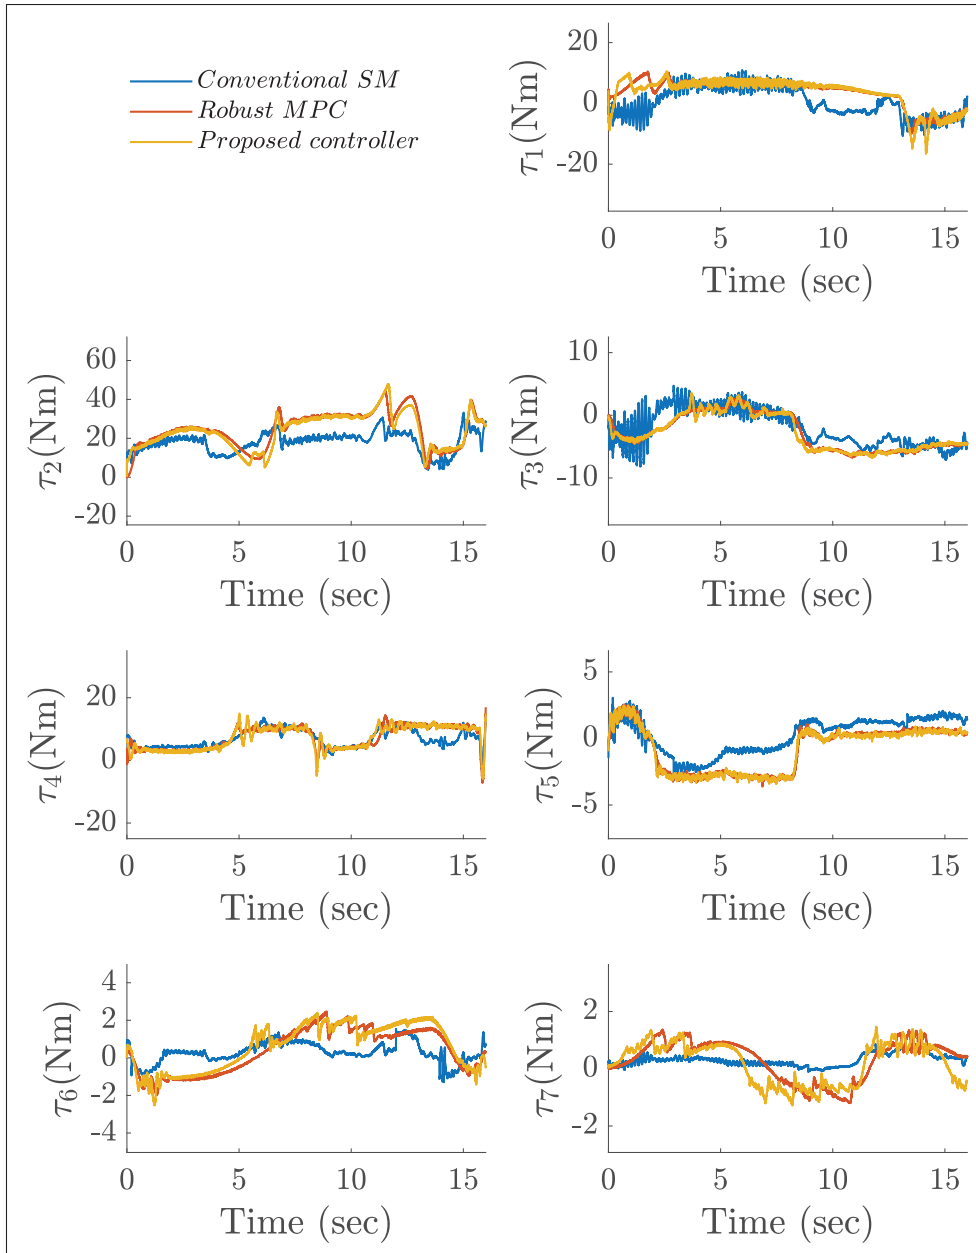 Conventional SM
Robust MPC
Proposed controller
τ1(Nm)
20
0
-20
0 5 10 15
Time (sec)
τ2(Nm)
60
40
20
0
-20
0 5 10 15
Time (sec)
τ3(Nm)
10
0
-10
0 5 10 15
Time (sec)
τ4(Nm)
20
0
-20
0 5 10 15
Time (sec)
τ5(Nm)
5
0
-5
0 5 10 15
Time (sec)
τ6(Nm)
4
2
0
-2
-4
0 5 10 15
Time (sec)
τ7(Nm)
2
0
-2
0 5 10 15
Time (sec)